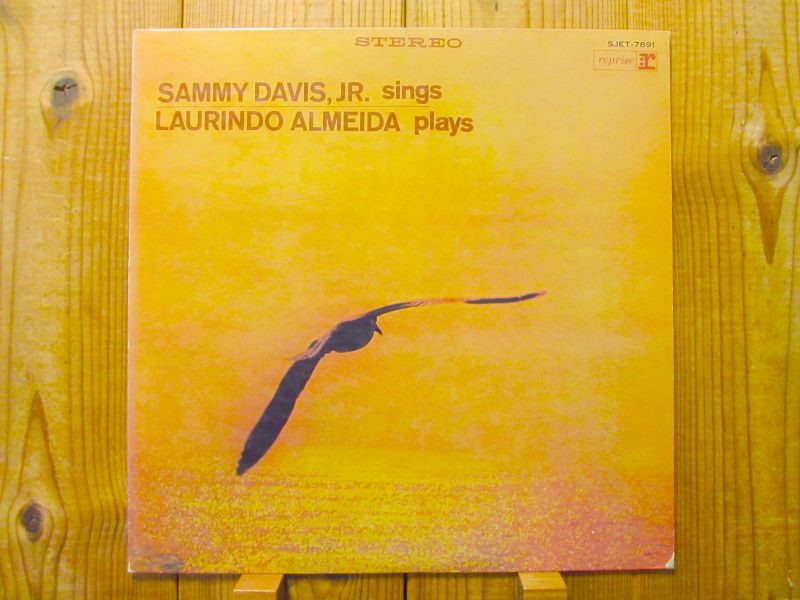 STEREO
SJET-7891
reprise r
SAMMY DAVIS, JR. sings
LAURINDO ALMEIDA plays